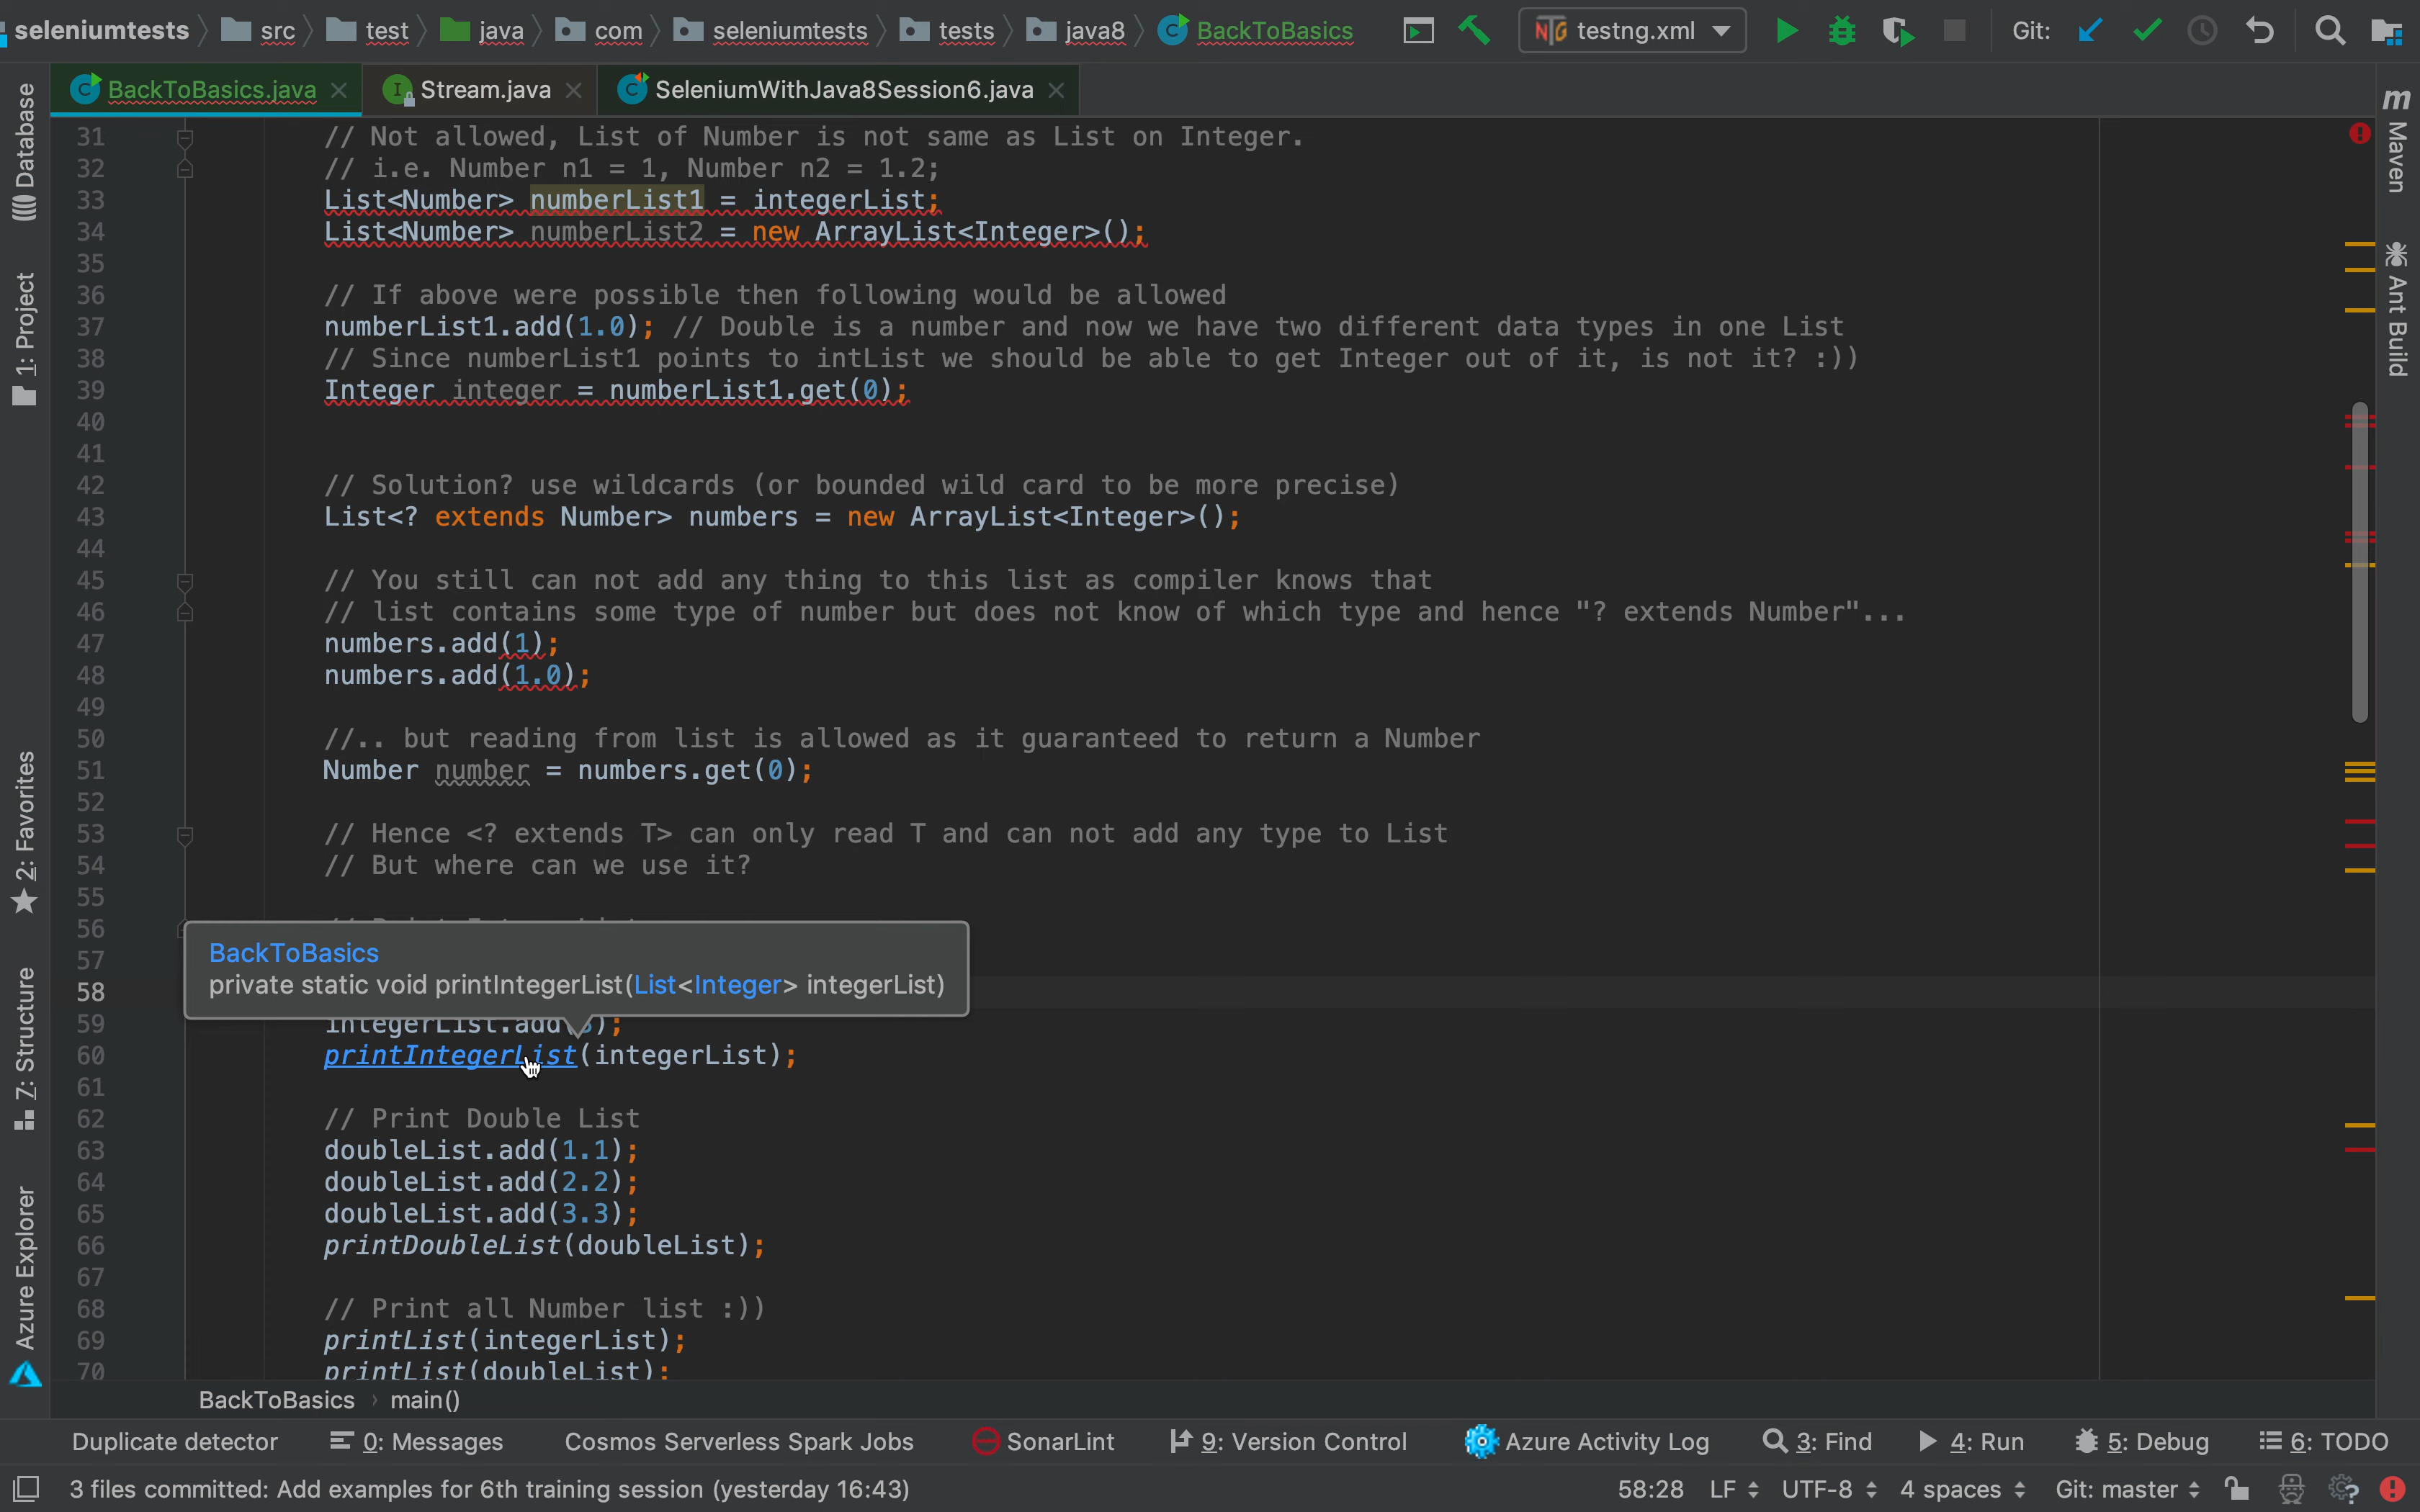 seleniumtests src test java com seleniumtests tests java8 BackToBasics testng.xml Git:
BackToBasics.java Stream.java SeleniumWithJava8Session6.java
31 // Not allowed, List of Number is not same as List on Integer.
32 // i.e. Number n1 = 1, Number n2 = 1.2;
33 List<Number> numberList1 = integerList;
34 List<Number> numberList2 = new ArrayList<Integer>();
35
36 // If above were possible then following would be allowed
37 numberList1.add(1.0); // Double is a number and now we have two different data types in one List
38 // Since numberList1 points to intList we should be able to get Integer out of it, is not it? :))
39 Integer integer = numberList1.get(0);
40
41
42 // Solution? use wildcards (or bounded wild card to be more precise)
43 List<? extends Number> numbers = new ArrayList<Integer>();
44
45 // You still can not add any thing to this list as compiler knows that
46 // list contains some type of number but does not know of which type and hence "? extends Number"...
47 numbers.add(1);
48 numbers.add(1.0);
49
50 //.. but reading from list is allowed as it guaranteed to return a Number
51 Number number = numbers.get(0);
52
53 // Hence <? extends T> can only read T and can not add any type to List
54 // But where can we use it?
55
56
57 BackToBasics
58 private static void printIntegerList(List<Integer> integerList)
59 integerList.add(3);
60 printIntegerList(integerList);
61
62 // Print Double List
63 doubleList.add(1.1);
64 doubleList.add(2.2);
65 doubleList.add(3.3);
66 printDoubleList(doubleList);
67
68 // Print all Number list :))
69 printList(integerList);
70 printList(doubleList);
BackToBasics main()
Database
1: Project
2: Favorites
7: Structure
Azure Explorer
m Maven
Ant Build
Duplicate detector 0: Messages Cosmos Serverless Spark Jobs SonarLint 9: Version Control Azure Activity Log 3: Find 4: Run 5: Debug 6: TODO
3 files committed: Add examples for 6th training session (yesterday 16:43) 58:28 LF UTF-8 4 spaces Git: master